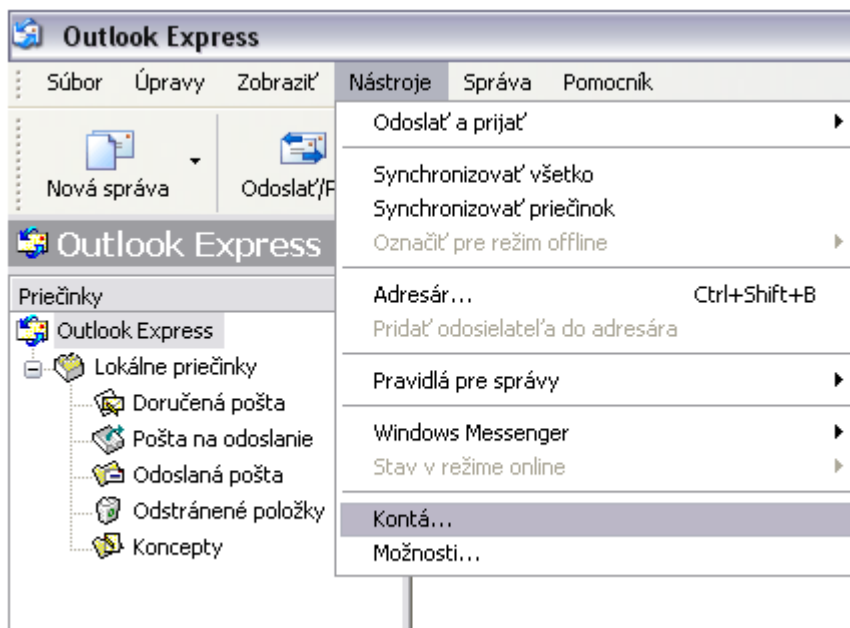 Outlook Express
Súbor Úpravy Zobraziť Nástroje Správa Pomocník
Nová správa Odoslať/P
Outlook Express
Priečinky
Outlook Express
Lokálne priečinky
Doručená pošta
Pošta na odoslanie
Odoslaná pošta
Odstránené položky
Koncepty
Odoslať a prijať
Synchronizovať všetko
Synchronizovať priečinok
Označiť pre režim offline
Adresár... Ctrl+Shift+B
Pridať odosielateľa do adresára
Pravidlá pre správy
Windows Messenger
Stav v režime online
Kontá...
Možnosti...